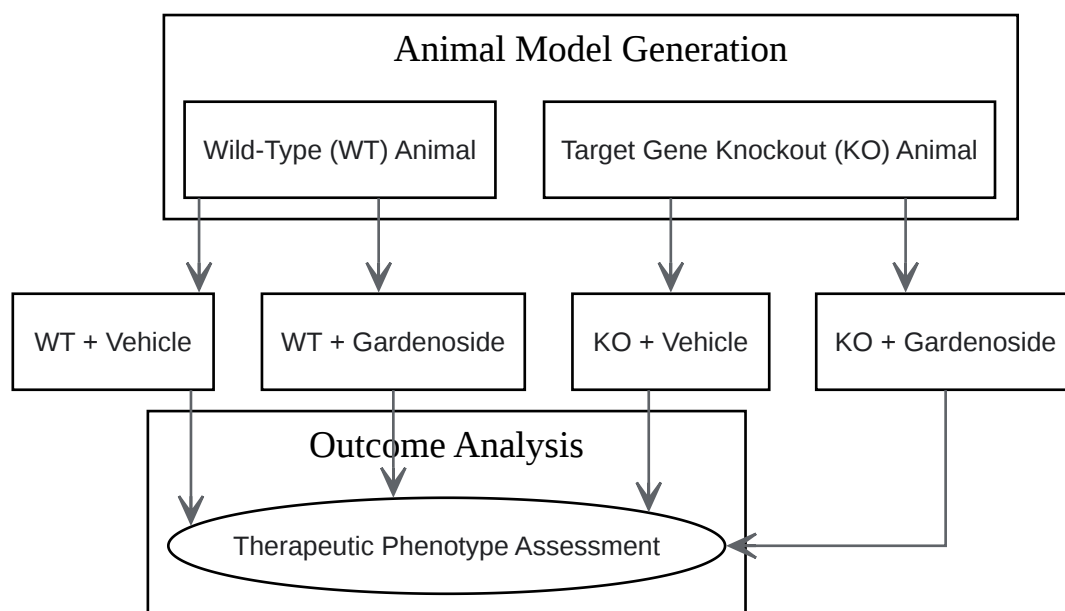 Animal Model Generation
Wild-Type (WT) Animal
Target Gene Knockout (KO) Animal
WT + Vehicle
WT + Gardenoside
KO + Vehicle
KO + Gardenoside
Outcome Analysis
Therapeutic Phenotype Assessment